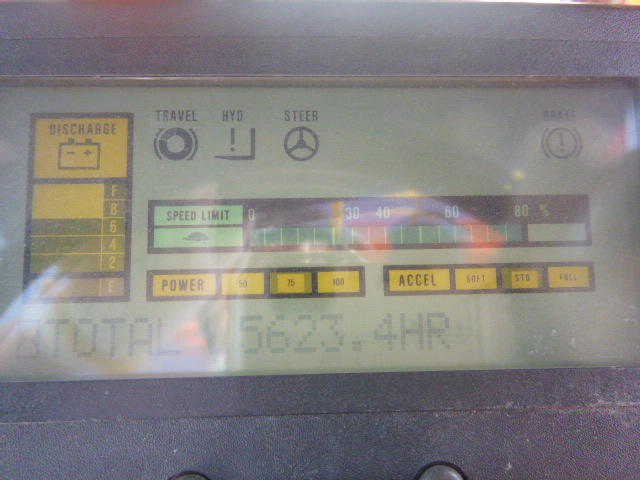 TRAVEL HYD STEER BRAKE
DISCHARGE
F
8
6
4
2
E
SPEED LIMIT 0 30 40 60 80 %
POWER 50 75 100 ACCEL SOFT STD FULL
TOTAL 5623.4HR